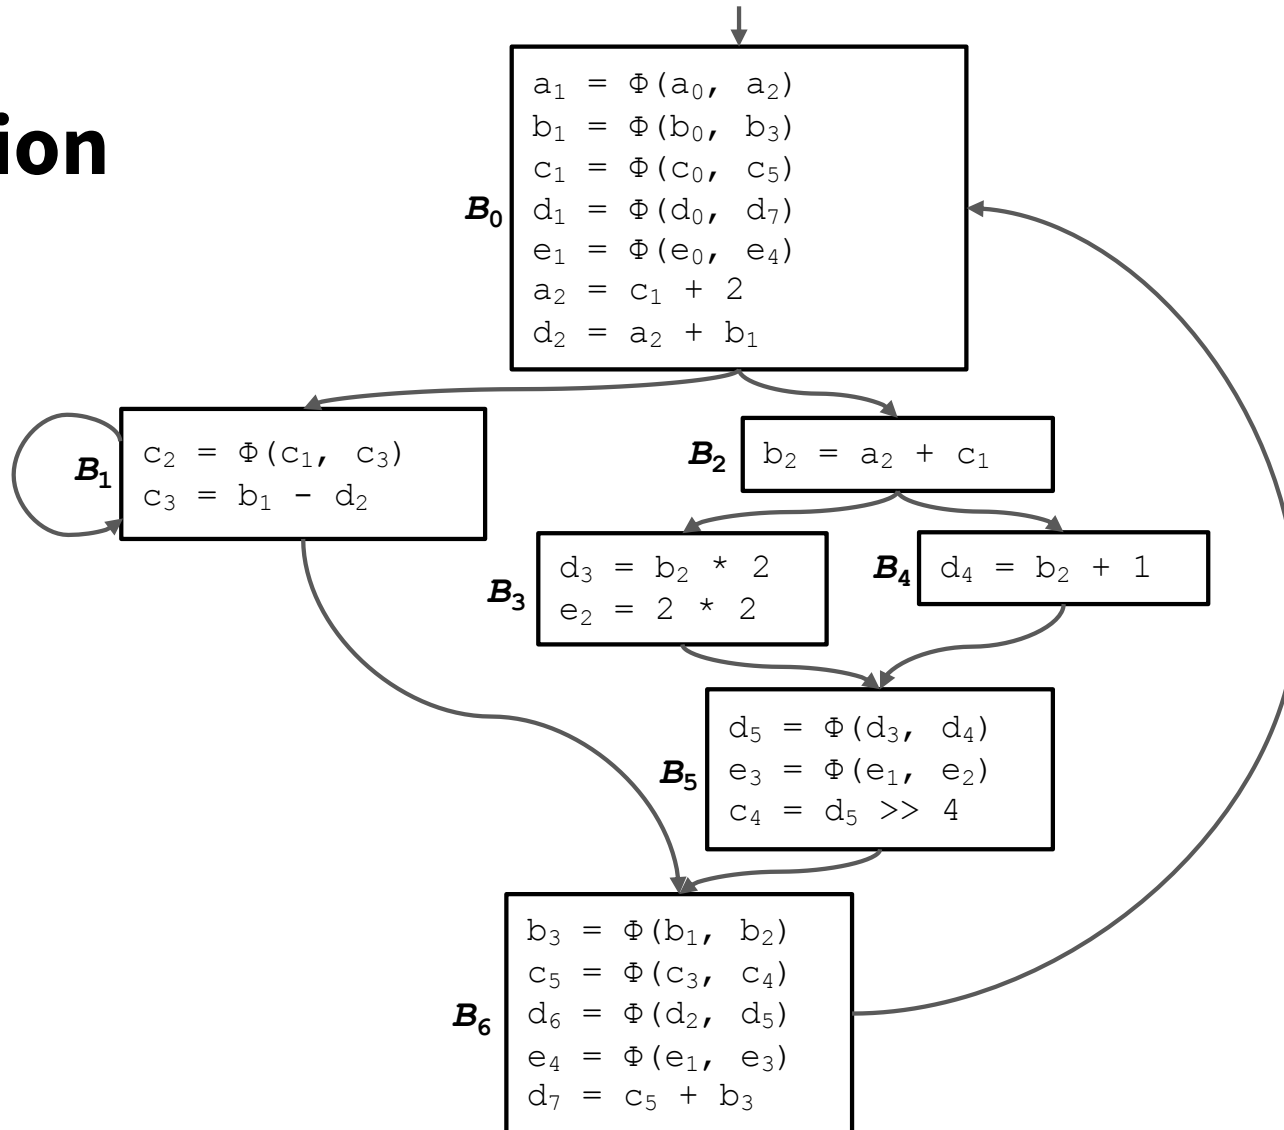 ion
B₀
a₁ = Φ(a₀, a₂)
b₁ = Φ(b₀, b₃)
c₁ = Φ(c₀, c₅)
d₁ = Φ(d₀, d₇)
e₁ = Φ(e₀, e₄)
a₂ = c₁ + 2
d₂ = a₂ + b₁
B₁
c₂ = Φ(c₁, c₃)
c₃ = b₁ - d₂
B₂
b₂ = a₂ + c₁
B₃
d₃ = b₂ * 2
e₂ = 2 * 2
B₄
d₄ = b₂ + 1
B₅
d₅ = Φ(d₃, d₄)
e₃ = Φ(e₁, e₂)
c₄ = d₅ >> 4
B₆
b₃ = Φ(b₁, b₂)
c₅ = Φ(c₃, c₄)
d₆ = Φ(d₂, d₅)
e₄ = Φ(e₁, e₃)
d₇ = c₅ + b₃